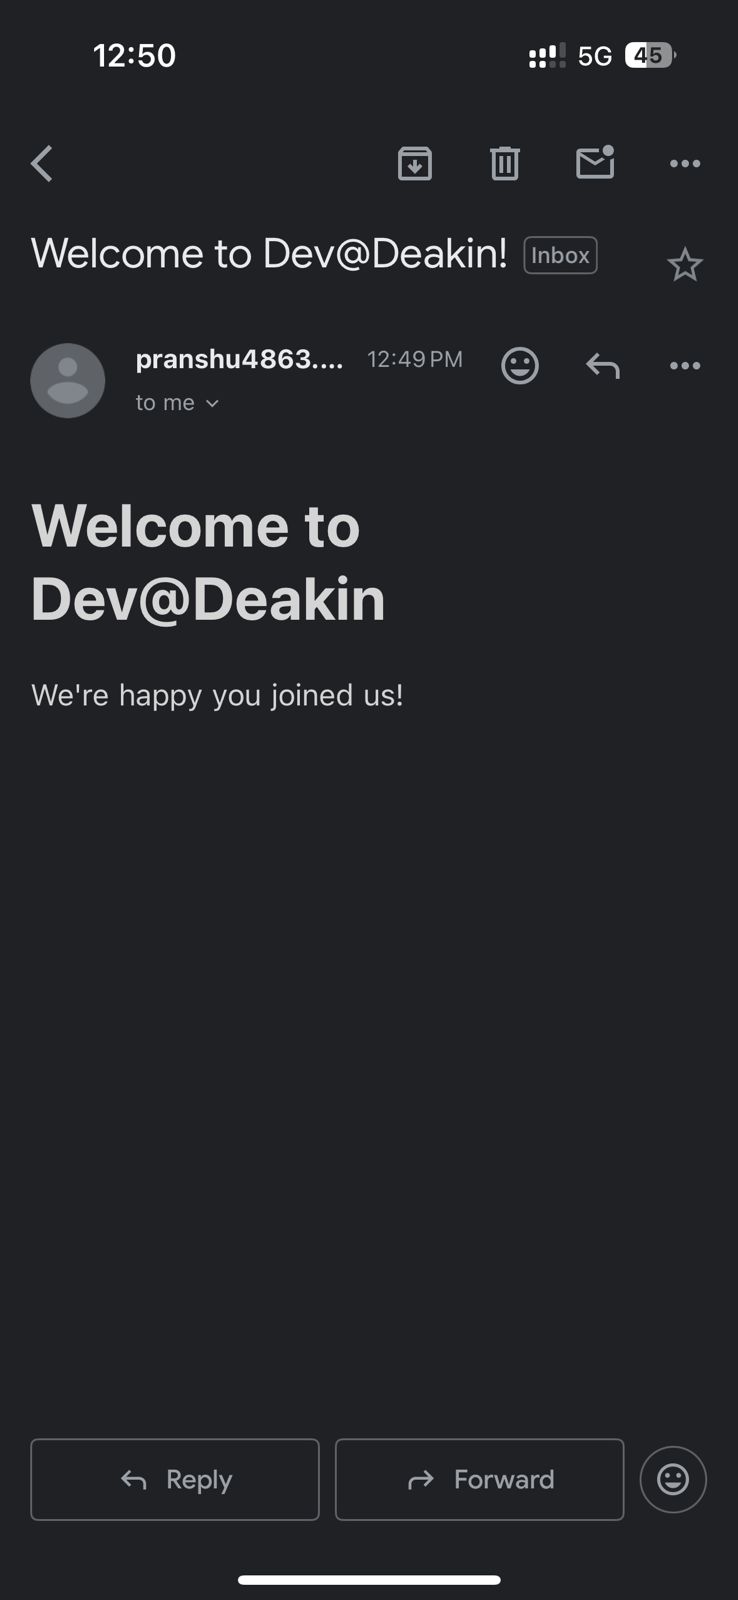 12:50 5G 45
Welcome to Dev@Deakin! Inbox
pranshu4863.... 12:49 PM
to me
Welcome to
Dev@Deakin
We're happy you joined us!
Reply Forward